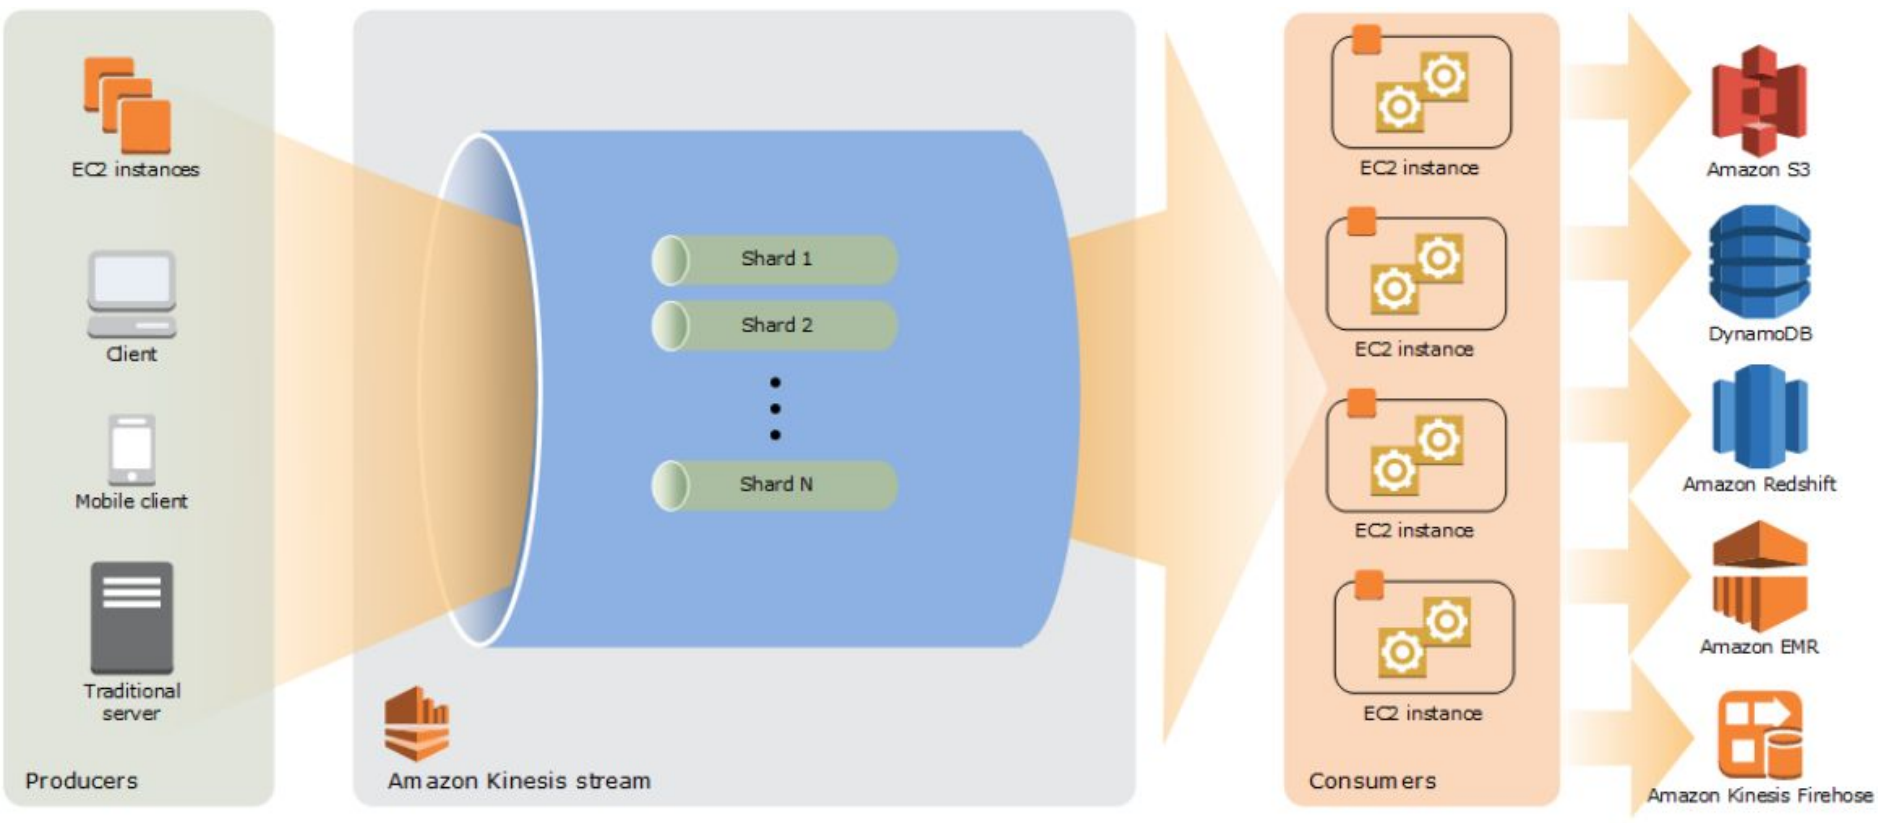 EC2 instances
Client
Mobile client
Traditional
server
Producers
Shard 1
Shard 2
Shard N
Amazon Kinesis stream
EC2 instance
EC2 instance
EC2 instance
EC2 instance
Consumers
Amazon S3
DynamoDB
Amazon Redshift
Amazon EMR
Amazon Kinesis Firehose